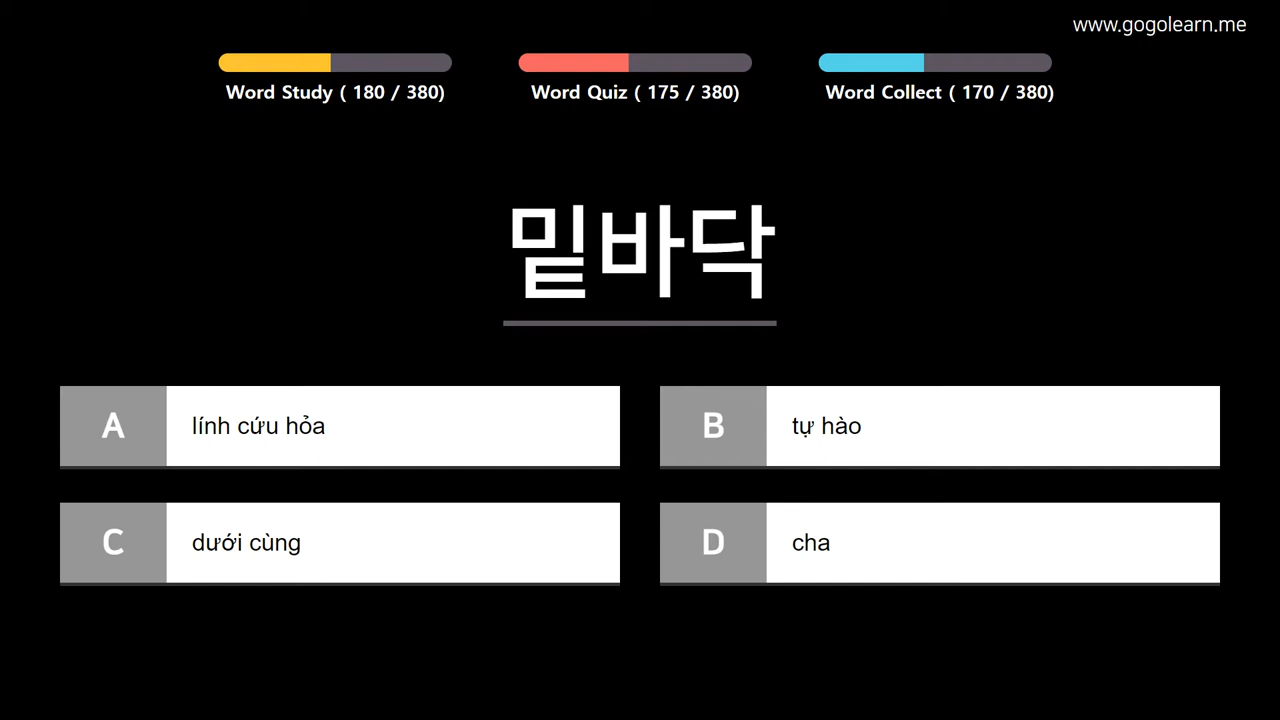 www.gogolearn.me
Word Study ( 180 / 380)
Word Quiz ( 175 / 380)
Word Collect ( 170 / 380)
밑바닥
A lính cứu hỏa
B tự hào
C dưới cùng
D cha